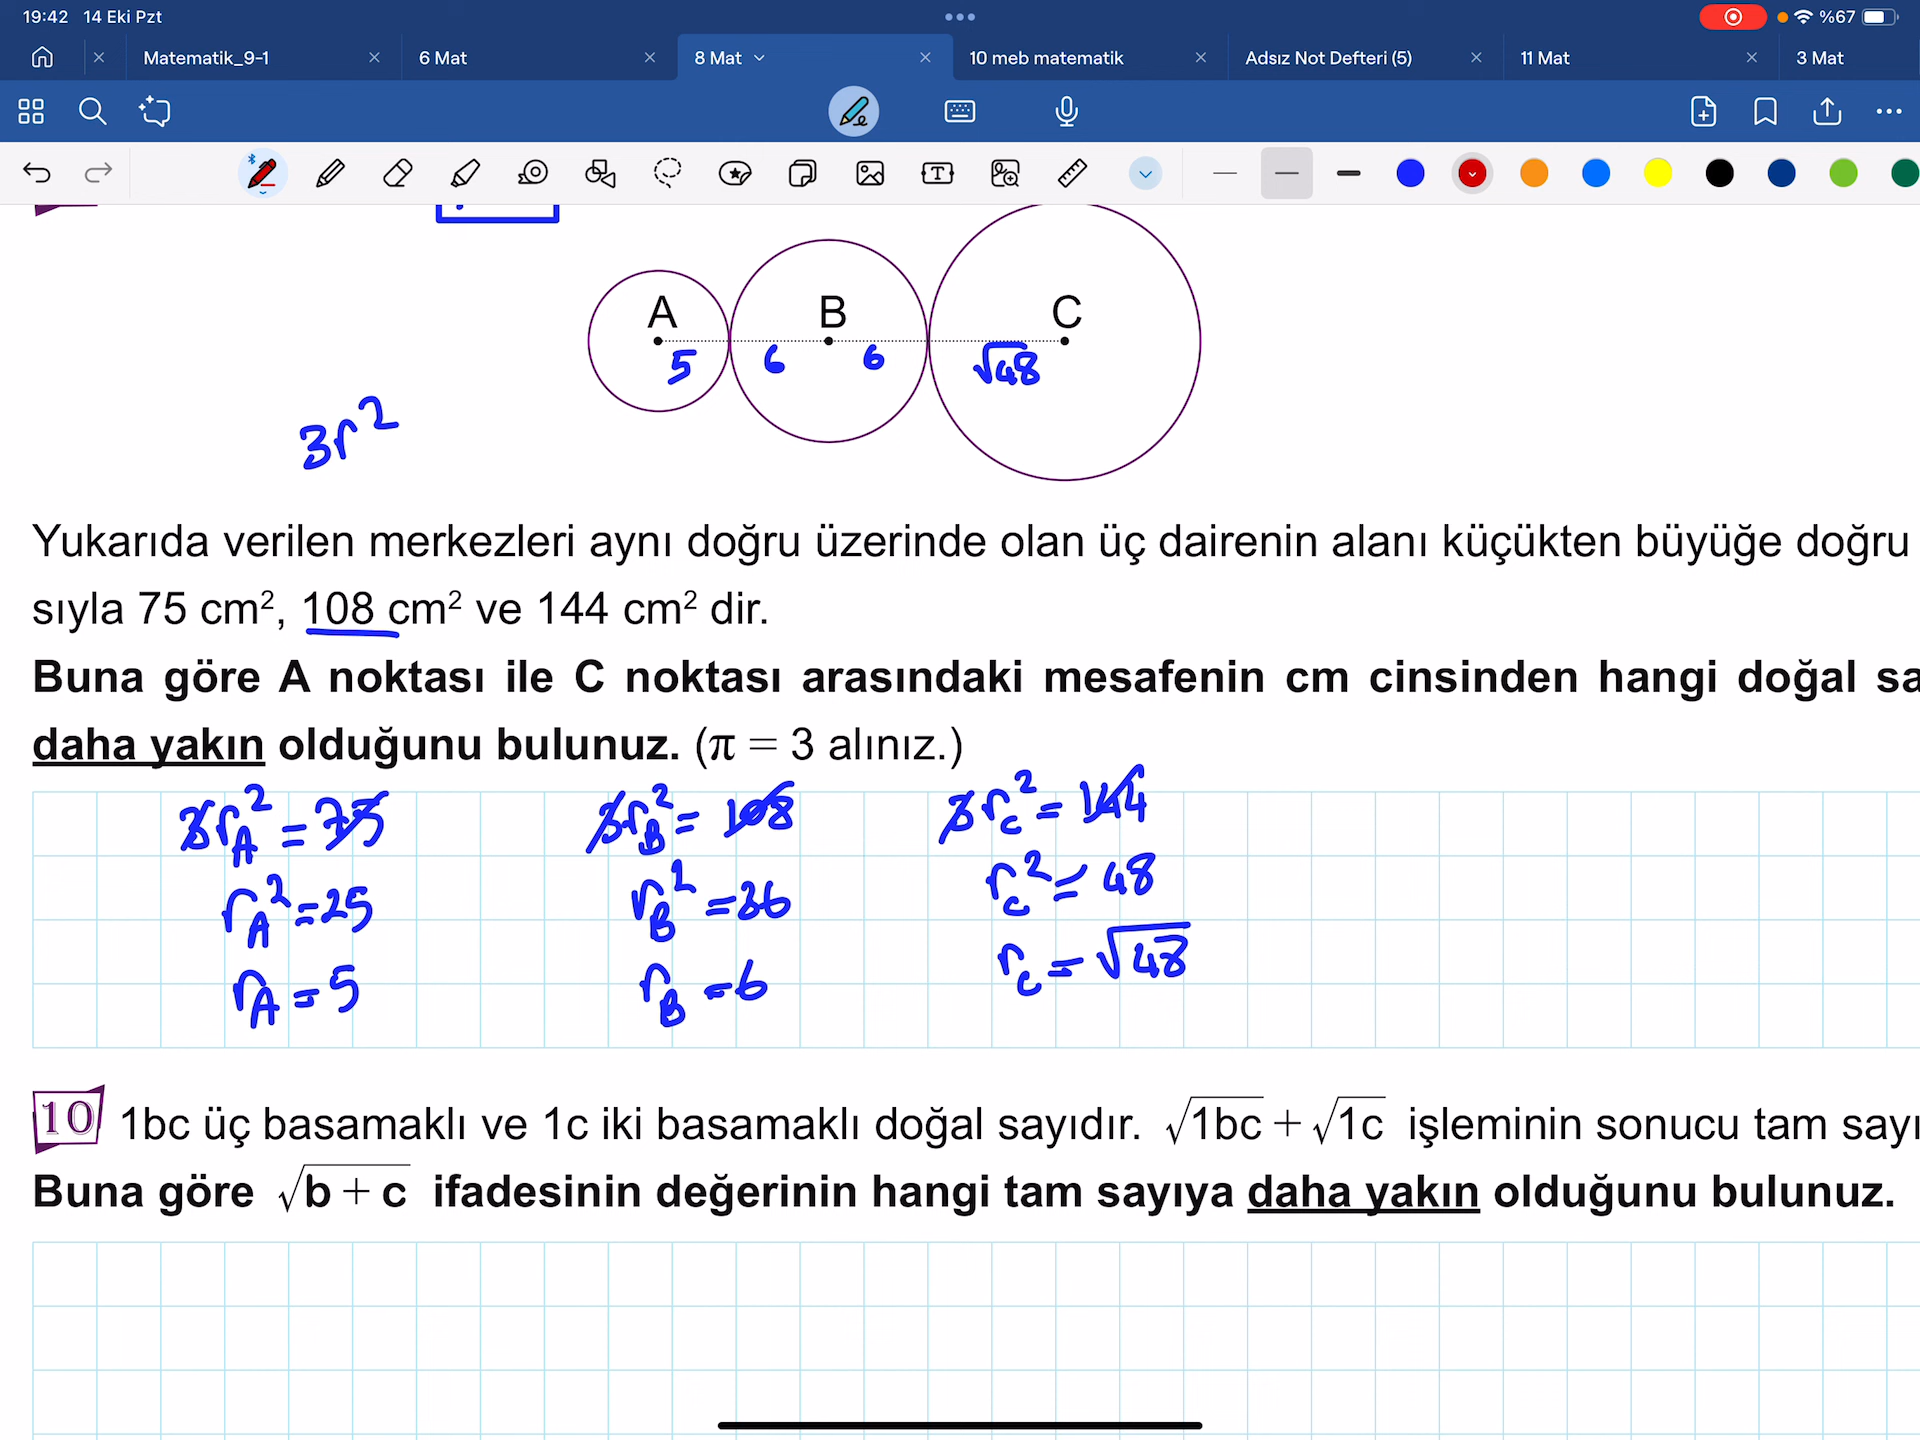 19:42 14 Eki Pzt
%67
Matematik_9-1
6 Mat
8 Mat
10 meb matematik
Adsız Not Defteri (5)
11 Mat
3 Mat
A B C
5 6 6 √48
3r²
Yukarıda verilen merkezleri aynı doğru üzerinde olan üç dairenin alanı küçükten büyüğe doğru
sıyla 75 cm², 108 cm² ve 144 cm² dir.
Buna göre A noktası ile C noktası arasındaki mesafenin cm cinsinden hangi doğal sa
daha yakın olduğunu bulunuz. (π = 3 alınız.)
3r_A² = 75 3r_B² = 108 3r_C² = 144
r_A² = 25 r_B² = 36 r_C² = 48
r_A = 5 r_B = 6 r_C = √48
10 1bc üç basamaklı ve 1c iki basamaklı doğal sayıdır. √1bc + √1c işleminin sonucu tam sayı
Buna göre √b + c ifadesinin değerinin hangi tam sayıya daha yakın olduğunu bulunuz.